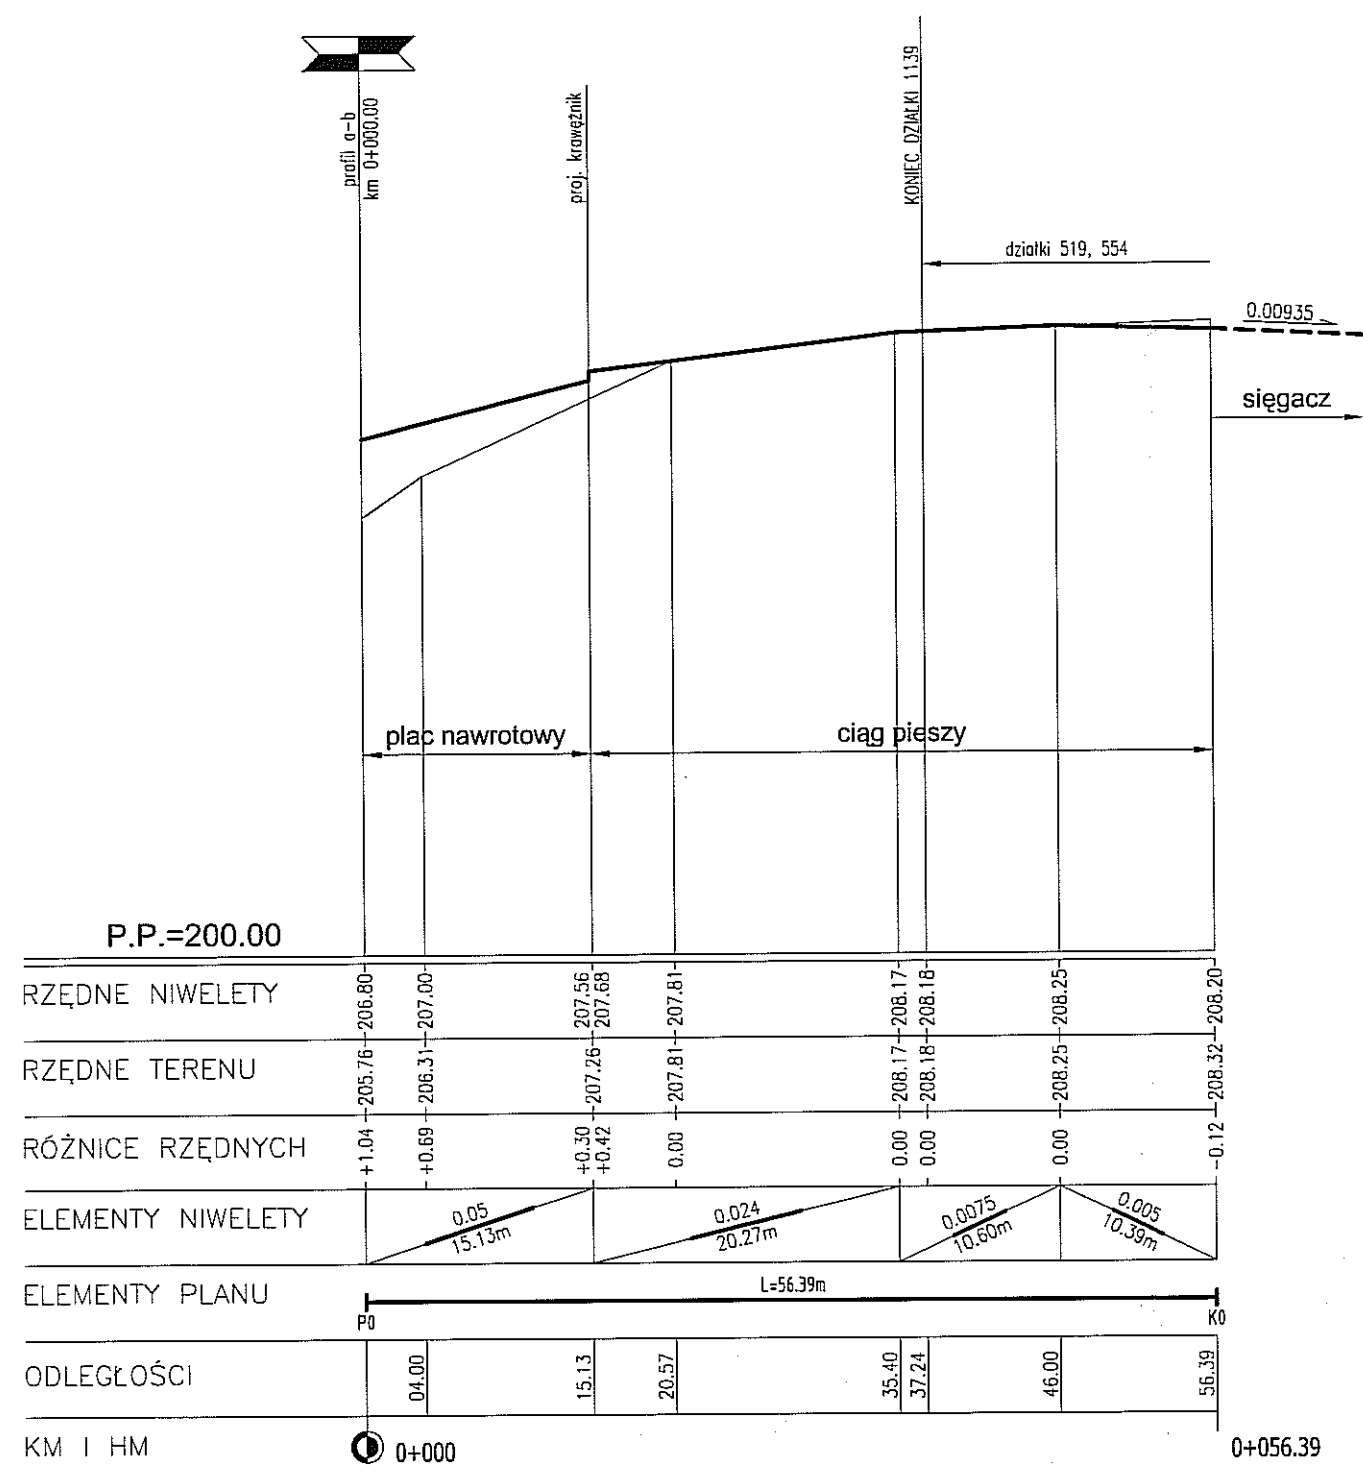 profil a-b
km 0+000.00
proj. krawężnik
KONIEC DZIAŁKI 1139
działki 519, 554
0.00935
sięgacz
plac nawrotowy
ciąg pieszy
P.P.=200.00
RZĘDNE NIWELETY
206.80
207.00
207.56
207.68
207.81
208.17
208.18
208.25
208.20
RZĘDNE TERENU
205.76
206.31
207.26
207.81
208.17
208.18
208.25
208.32
RÓŻNICE RZĘDNYCH
+1.04
+0.69
+0.30
+0.42
0.00
0.00
0.00
0.00
-0.12
ELEMENTY NIWELETY
0.05
15.13m
0.024
20.27m
0.0075
10.60m
0.005
10.39m
ELEMENTY PLANU
L=56.39m
P0
K0
ODLEGŁOŚCI
04.00
15.13
20.57
35.40
37.24
46.00
56.39
KM I HM
0+000
0+056.39